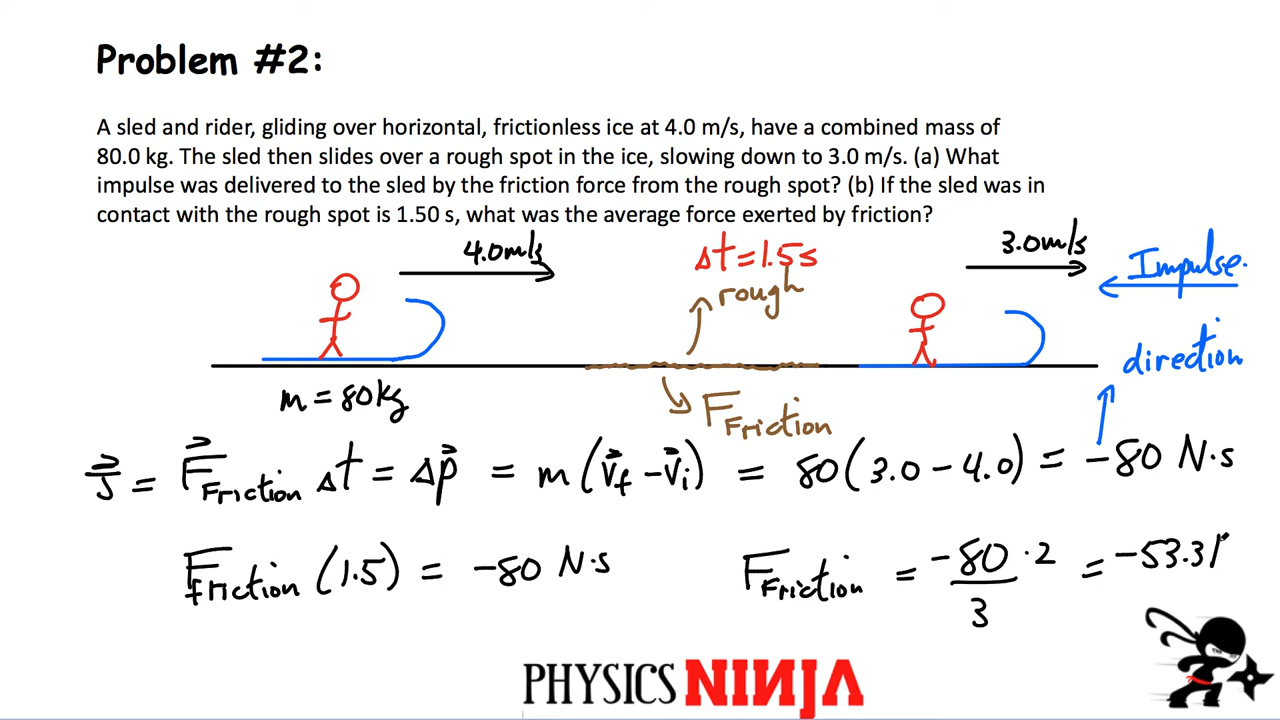 Problem #2:
A sled and rider, gliding over horizontal, frictionless ice at 4.0 m/s, have a combined mass of
80.0 kg. The sled then slides over a rough spot in the ice, slowing down to 3.0 m/s. (a) What
impulse was delivered to the sled by the friction force from the rough spot? (b) If the sled was in
contact with the rough spot is 1.50 s, what was the average force exerted by friction?
4.0m/s
Δt=1.5s
rough
3.0m/s
Impulse.
direction
m = 80kg
F Friction
J⃗ = F⃗ Friction Δt = Δp⃗ = m(v⃗f - v⃗i) = 80(3.0 - 4.0) = -80 N·s
F friction (1.5) = -80 N·s
F Friction = -80/3 · 2 = -53.3
PHYSICS NINJA